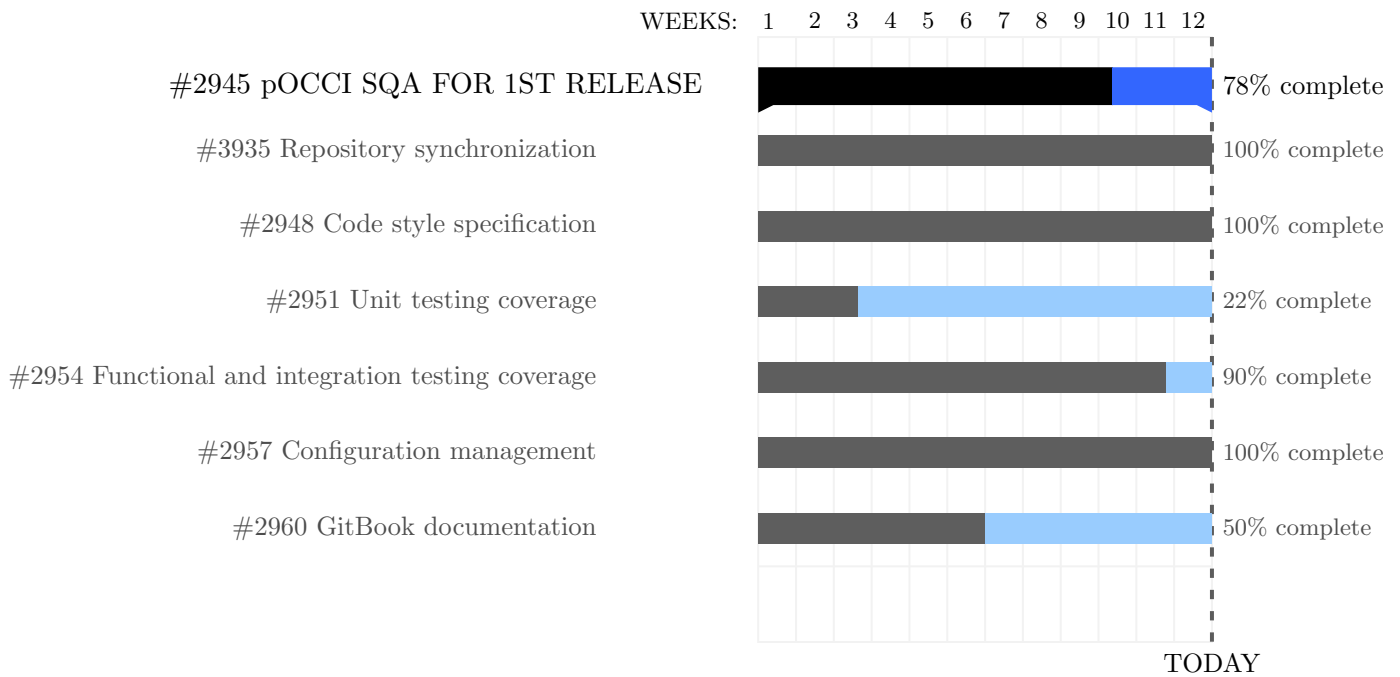 WEEKS: 1 2 3 4 5 6 7 8 9 10 11 12
#2945 pOCCI SQA FOR 1ST RELEASE 78% complete
#3935 Repository synchronization 100% complete
#2948 Code style specification 100% complete
#2951 Unit testing coverage 22% complete
#2954 Functional and integration testing coverage 90% complete
#2957 Configuration management 100% complete
#2960 GitBook documentation 50% complete
TODAY